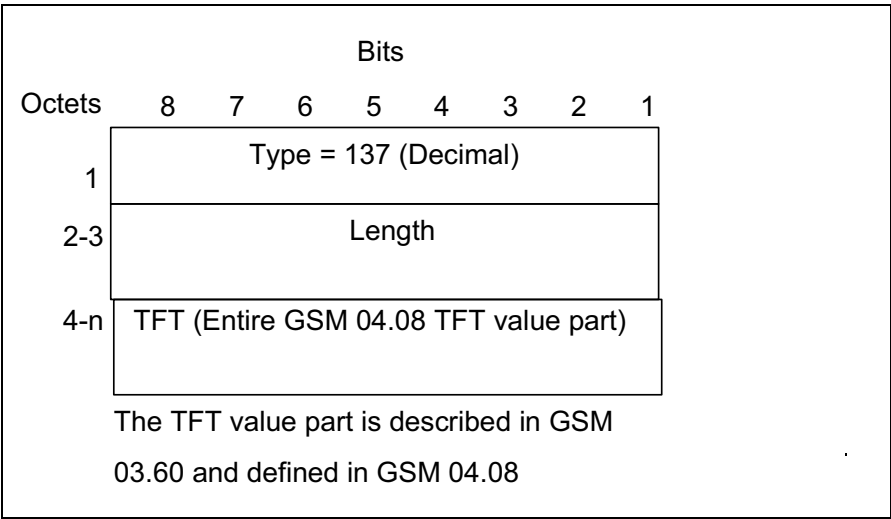 Bits
Octets 8 7 6 5 4 3 2 1
1 Type = 137 (Decimal)
2-3 Length
4-n TFT (Entire GSM 04.08 TFT value part)
The TFT value part is described in GSM
03.60 and defined in GSM 04.08